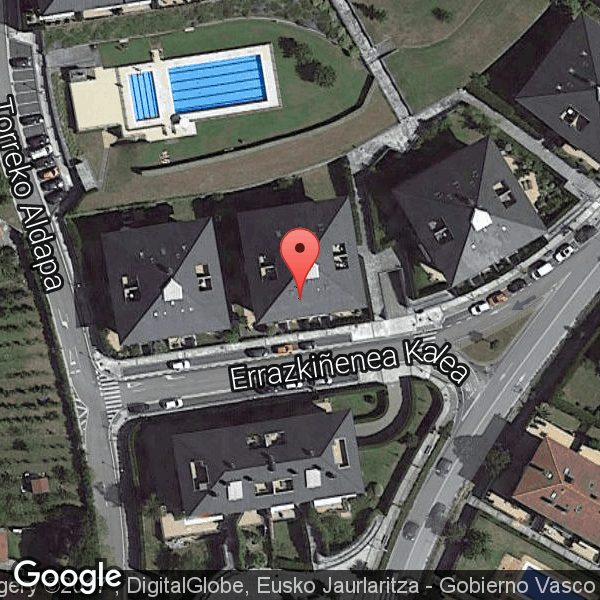 Torreko Aldapa
Errazkiñenea Kalea
Google
, DigitalGlobe, Eusko Jaurlaritza - Gobierno Vasco